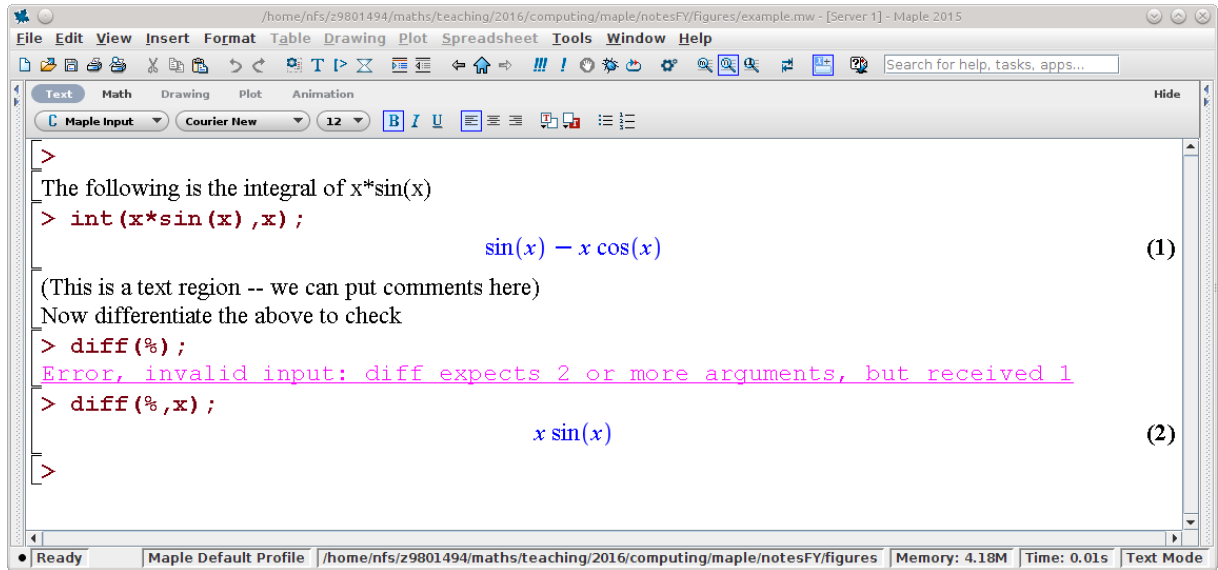 /home/nfs/z9801494/maths/teaching/2016/computing/maple/notesFY/figures/example.mw - [Server 1] - Maple 2015
File Edit View Insert Format Table Drawing Plot Spreadsheet Tools Window Help
Search for help, tasks, apps...
Text Math Drawing Plot Animation Hide
C Maple Input Courier New 12 B I U
>
The following is the integral of x*sin(x)
> int(x*sin(x),x);
sin(x) − x cos(x) (1)
(This is a text region -- we can put comments here)
Now differentiate the above to check
> diff(%);
Error, invalid input: diff expects 2 or more arguments, but received 1
> diff(%,x);
x sin(x) (2)
>
Ready Maple Default Profile /home/nfs/z9801494/maths/teaching/2016/computing/maple/notesFY/figures Memory: 4.18M Time: 0.01s Text Mode